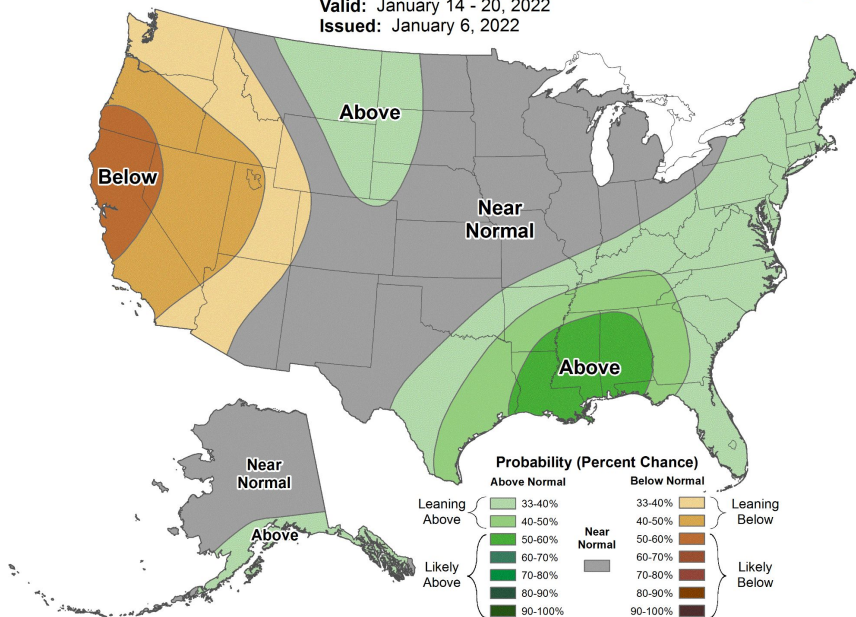 Valid: January 14 - 20, 2022
Issued: January 6, 2022
Above
Below
Near
Normal
Above
Near
Normal
Above
Probability (Percent Chance)
Above Normal
Below Normal
Leaning
Above
33-40%
40-50%
50-60%
60-70%
70-80%
80-90%
90-100%
Likely
Above
Near
Normal
33-40%
40-50%
50-60%
60-70%
70-80%
80-90%
90-100%
Leaning
Below
Likely
Below